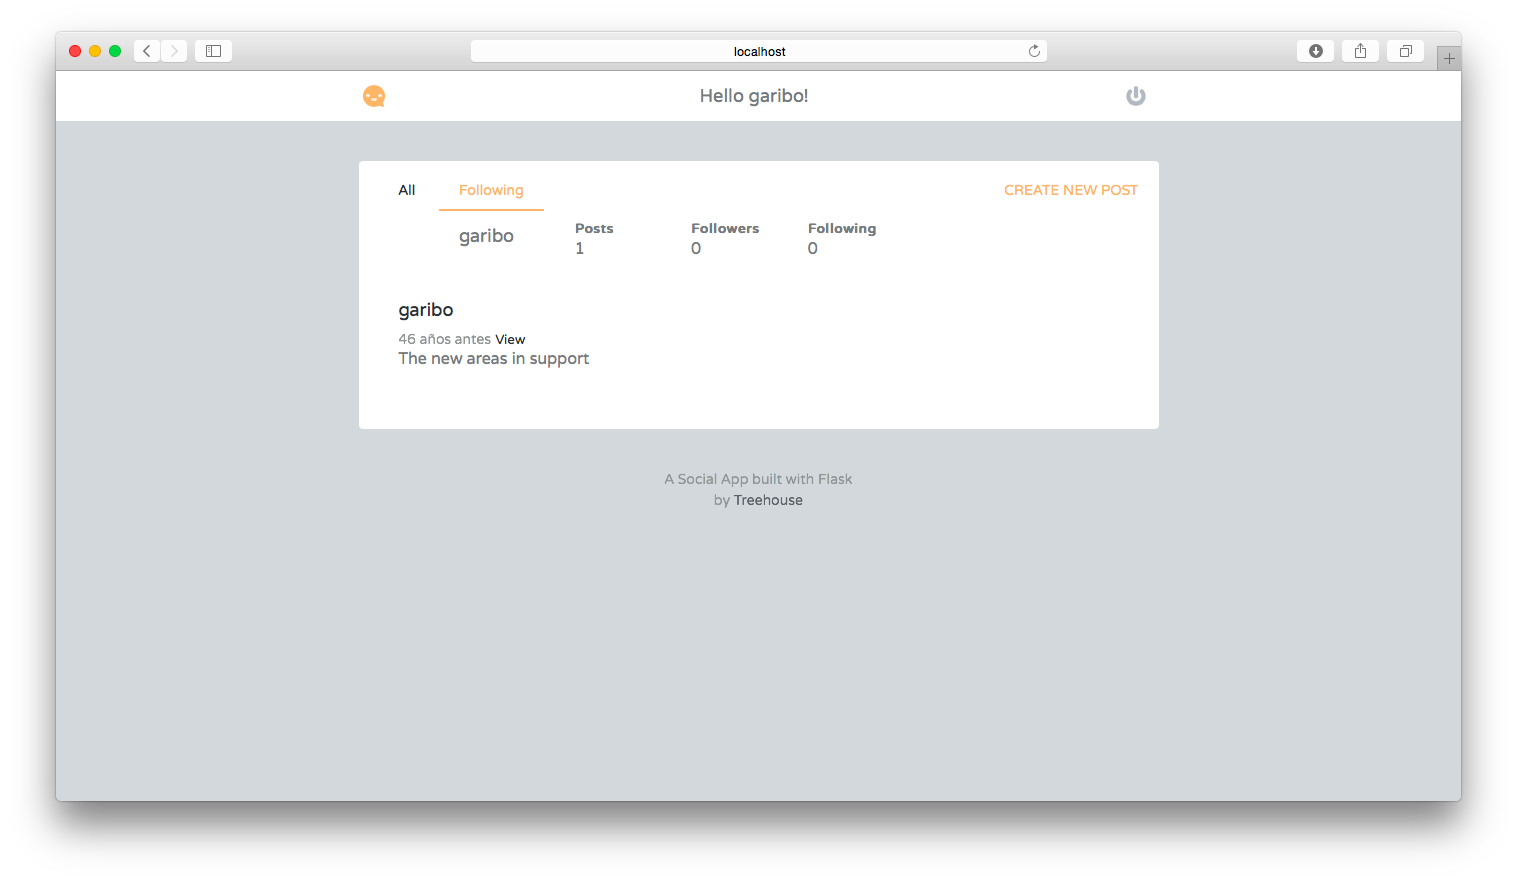 localhost
Hello garibo!
All Following CREATE NEW POST
garibo Posts Followers Following
1 0 0
garibo
46 años antes View
The new areas in support
A Social App built with Flask
by Treehouse